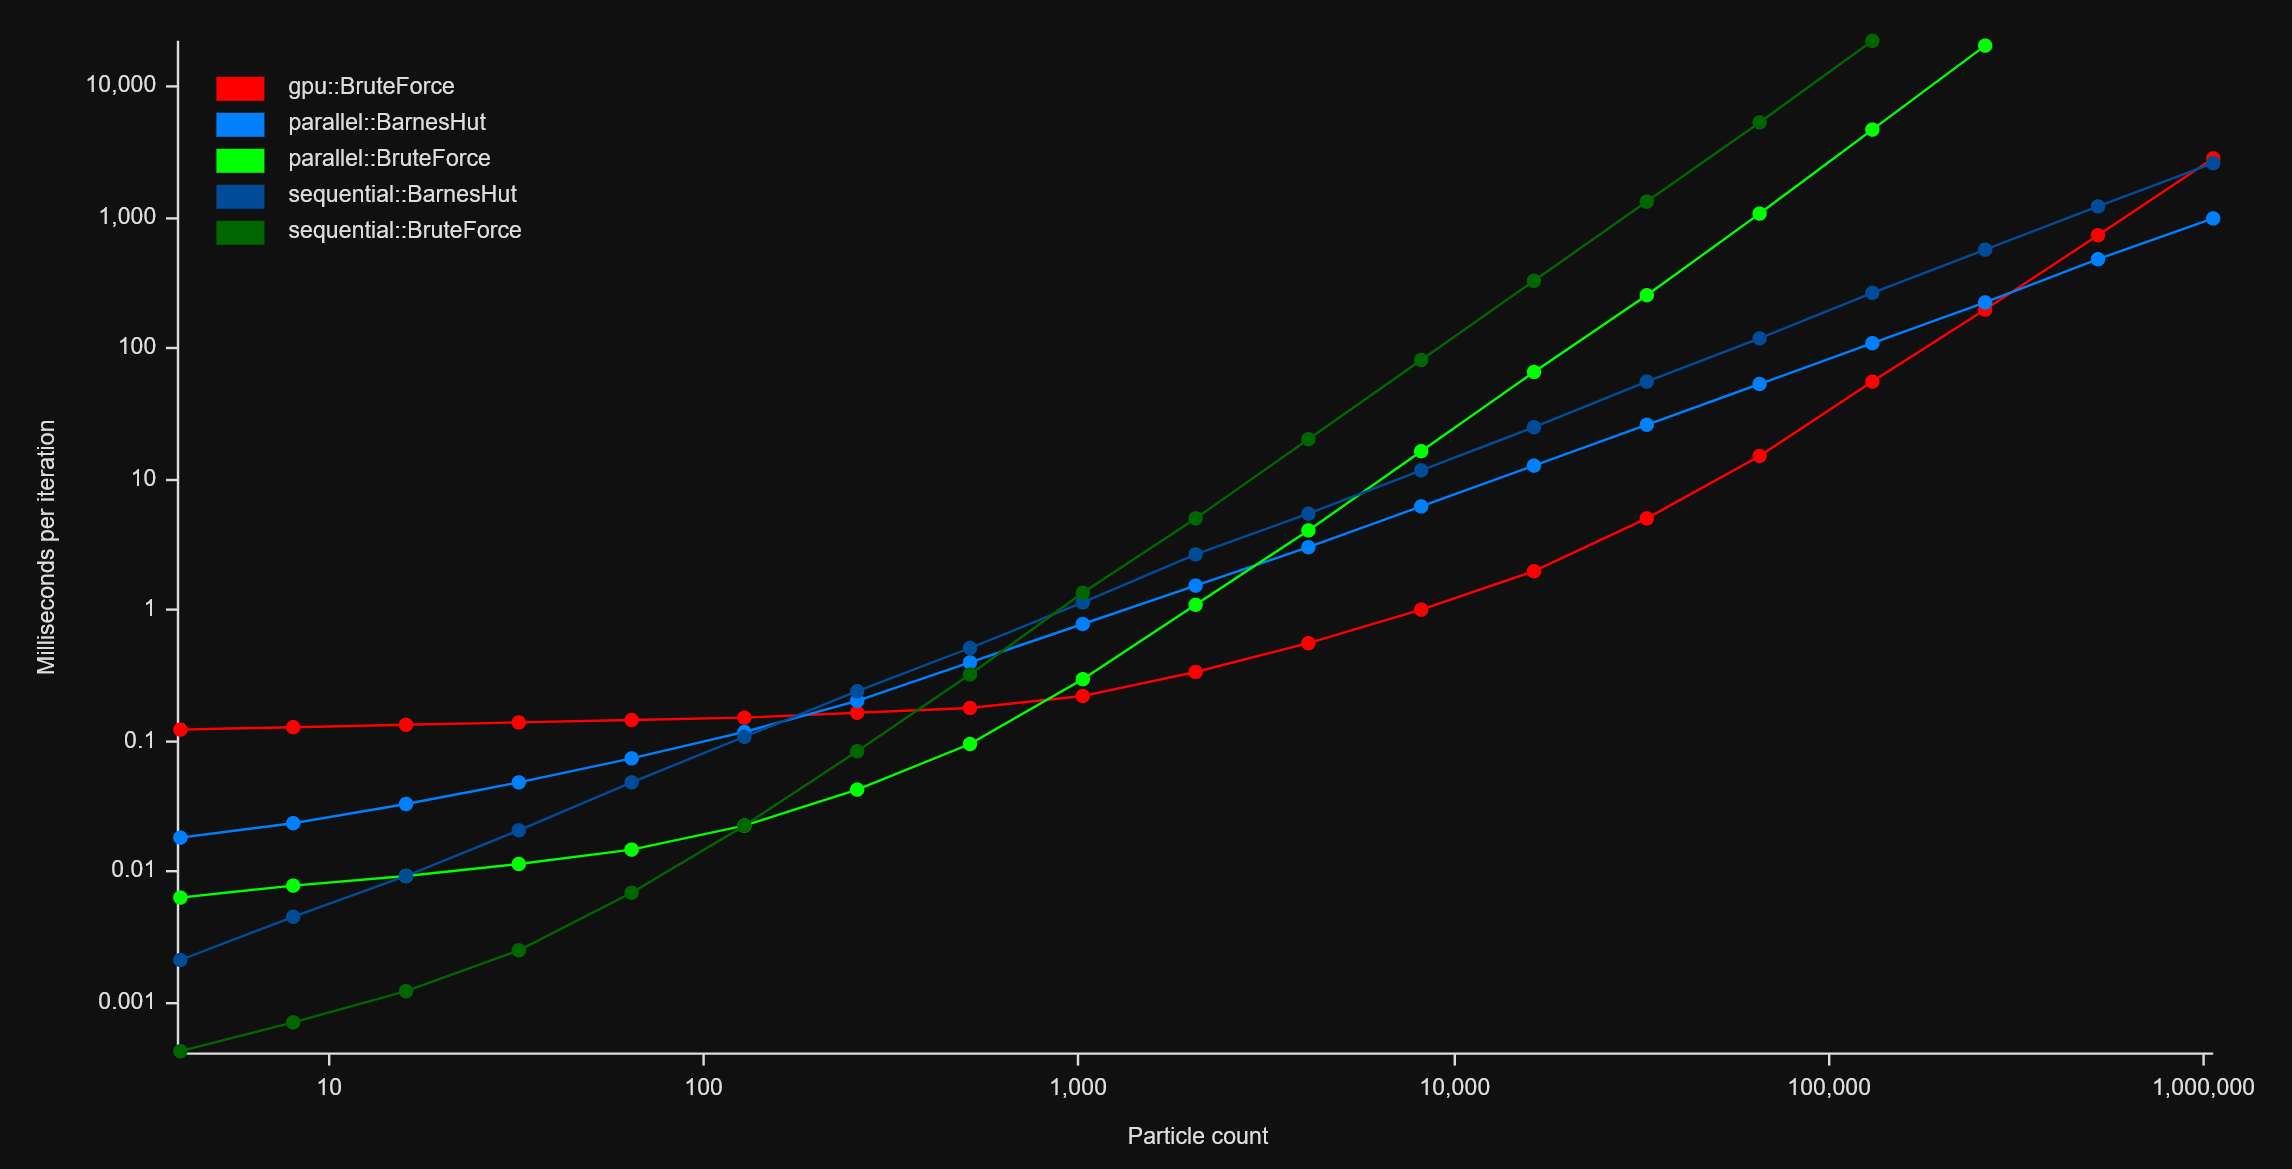 gpu::BruteForce
parallel::BarnesHut
parallel::BruteForce
sequential::BarnesHut
sequential::BruteForce
Milliseconds per iteration
10,000
1,000
100
10
1
0.1
0.01
0.001
10 100 1,000 10,000 100,000 1,000,000
Particle count